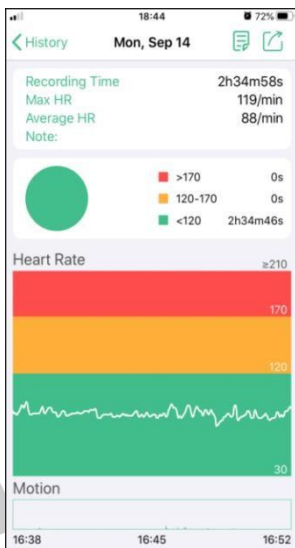 18:44
72%
History
Mon, Sep 14
Recording Time 2h34m58s
Max HR 119/min
Average HR 88/min
Note:
>170 0s
120-170 0s
<120 2h34m46s
Heart Rate
≥210
170
120
30
Motion
16:38 16:45 16:52